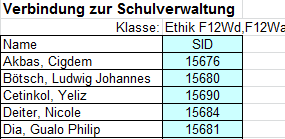 Verbindung zur Schulverwaltung
Klasse: Ethik F12Wd,F12Wa
Name SID
Akbas, Cigdem 15676
Bötsch, Ludwig Johannes 15680
Cetinkol, Yeliz 15690
Deiter, Nicole 15684
Dia, Gualo Philip 15681